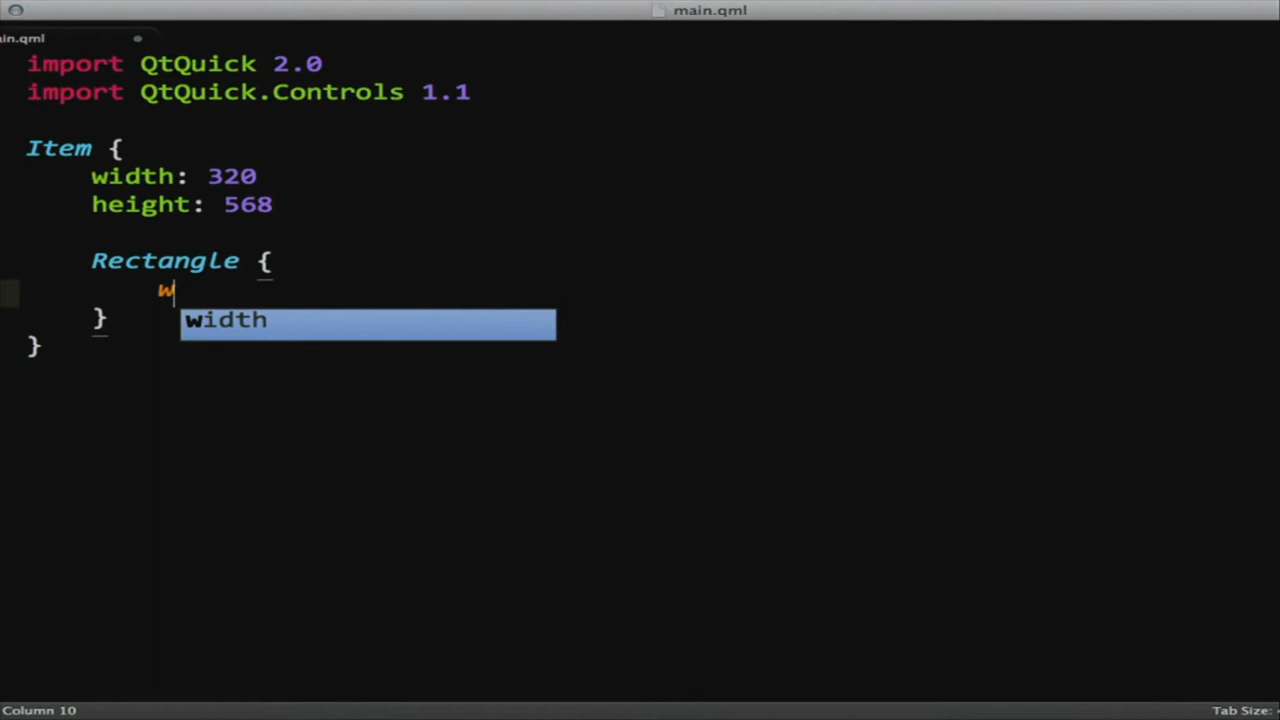 main.qml
in.qml
import QtQuick 2.0
import QtQuick.Controls 1.1
Item {
width: 320
height: 568
Rectangle {
w
width
}
}
Column 10
Tab Size: